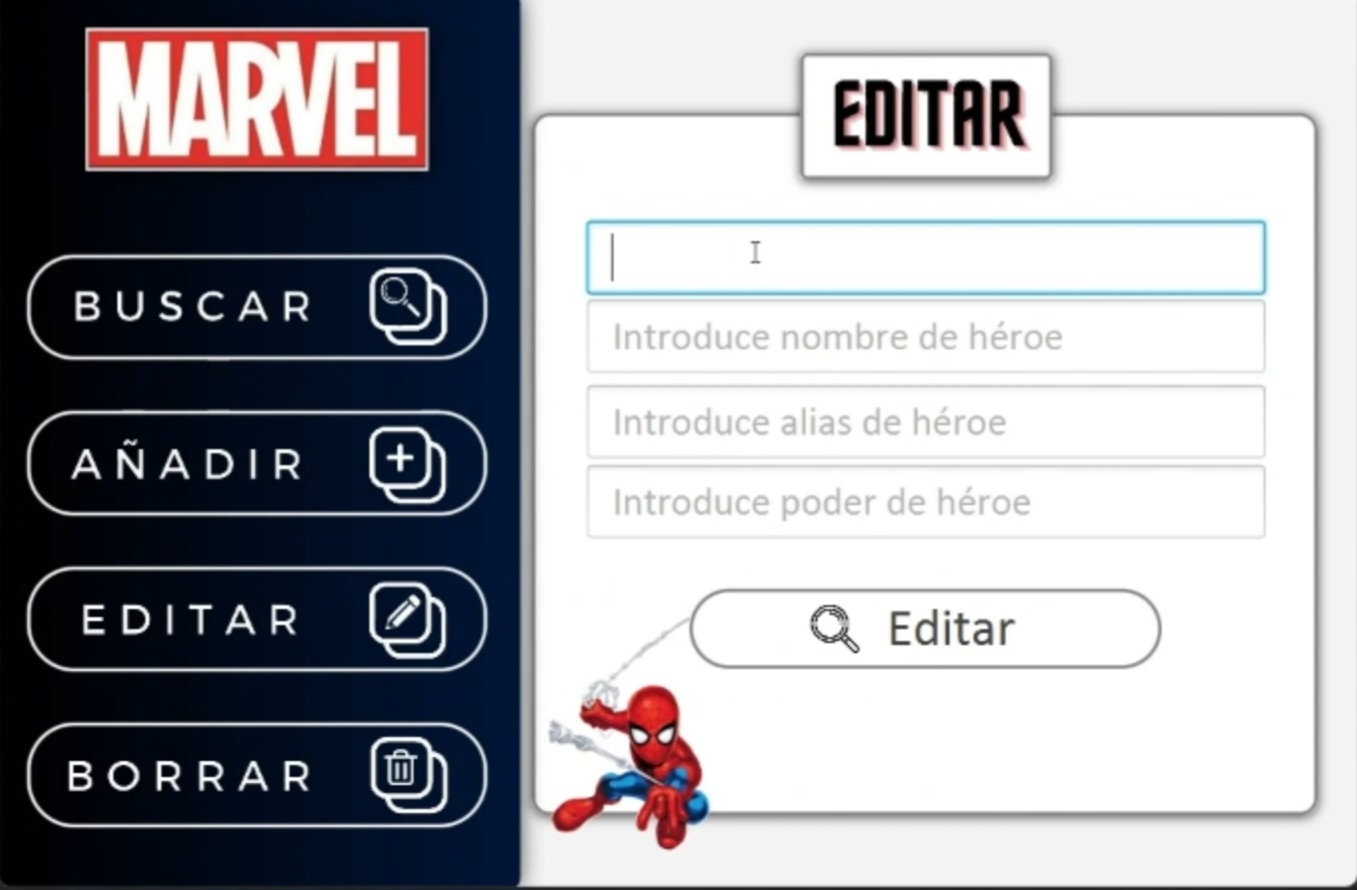 MARVEL
BUSCAR
AÑADIR
EDITAR
BORRAR
EDITAR
Introduce nombre de héroe
Introduce alias de héroe
Introduce poder de héroe
Editar